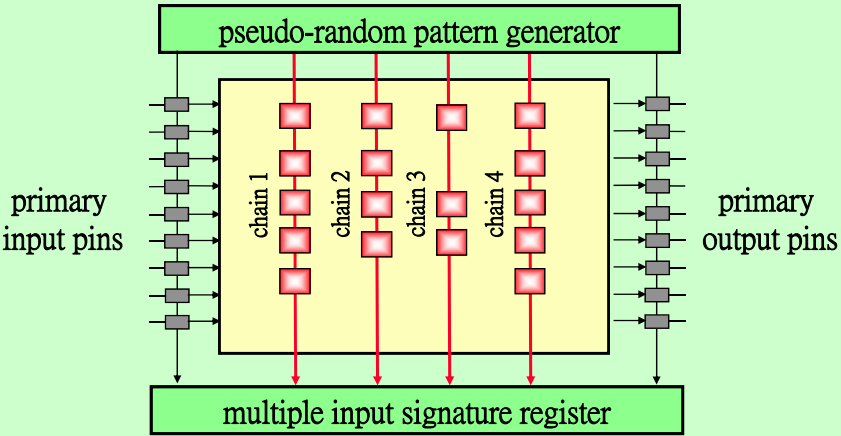 pseudo-random pattern generator
chain 1
chain 2
chain 3
chain 4
primary
input pins
primary
output pins
multiple input signature register